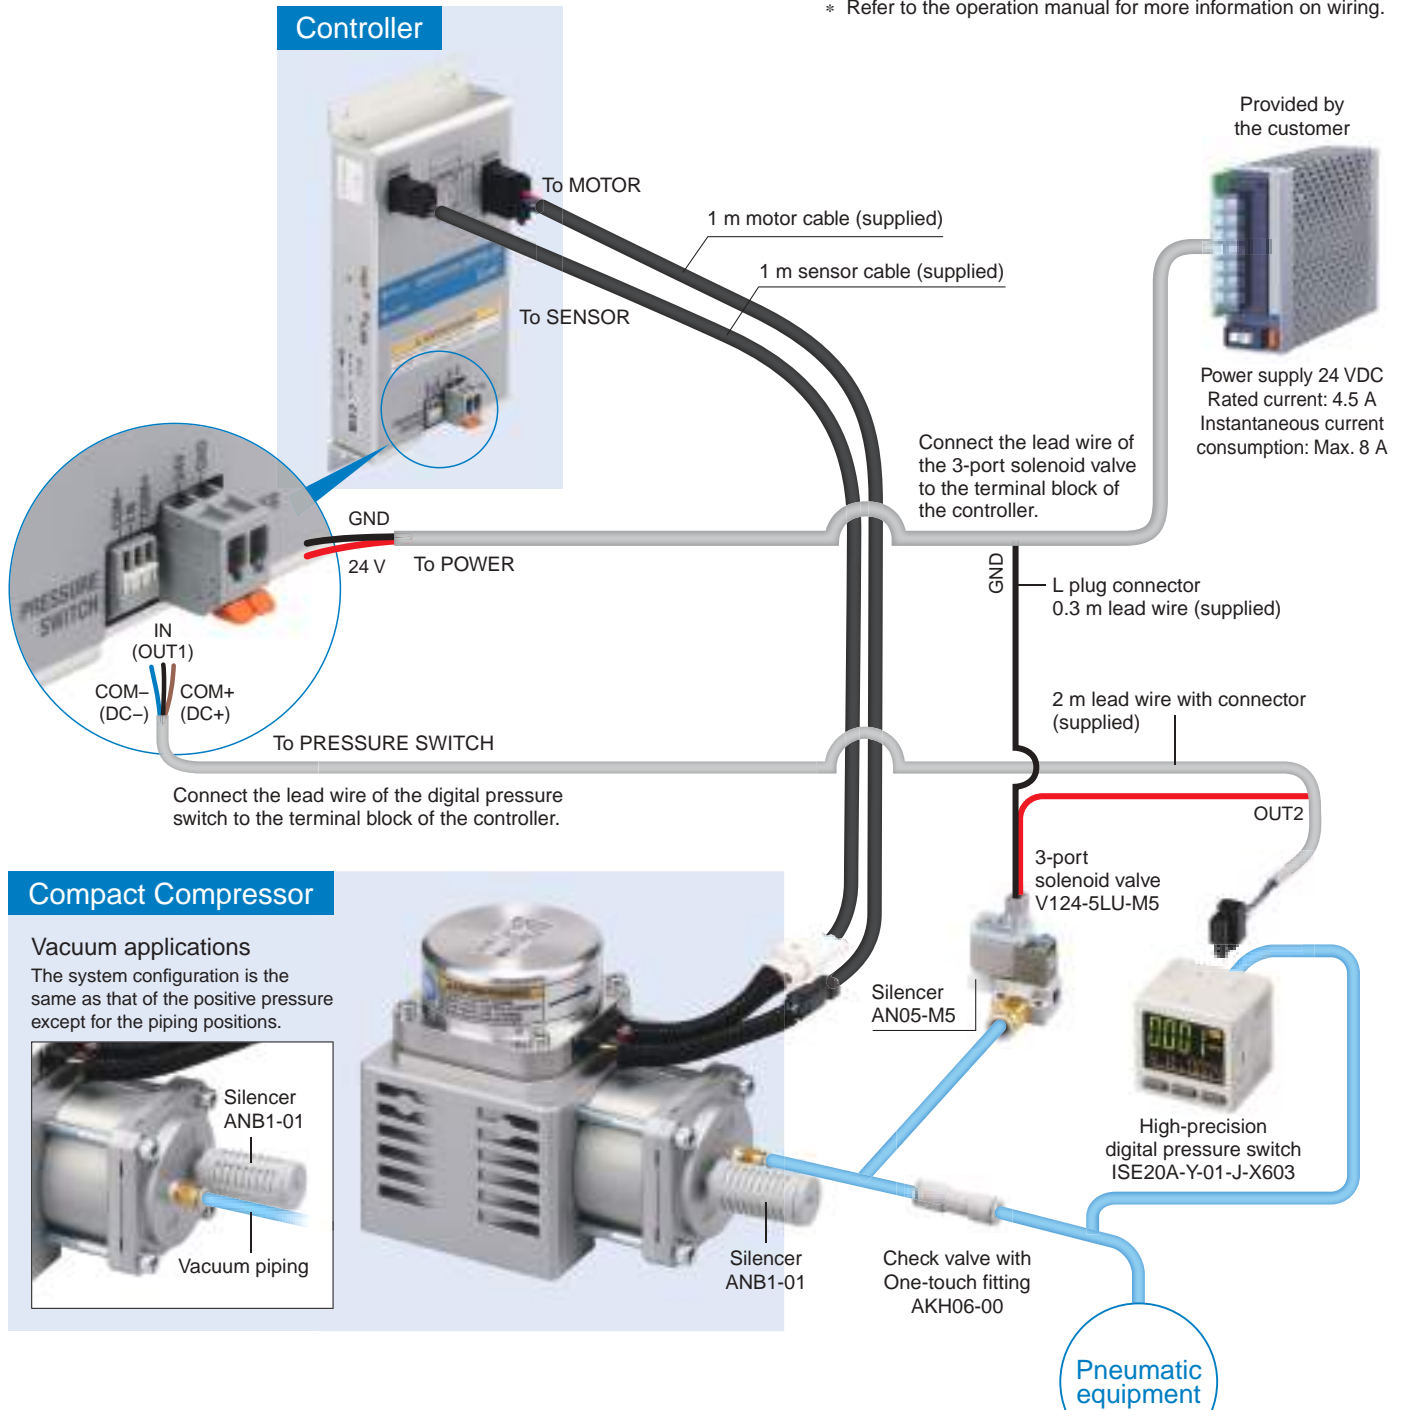 Controller
* Refer to the operation manual for more information on wiring.
Provided by
the customer
To MOTOR
1 m motor cable (supplied)
1 m sensor cable (supplied)
To SENSOR
Power supply 24 VDC
Rated current: 4.5 A
Instantaneous current
consumption: Max. 8 A
Connect the lead wire of
the 3-port solenoid valve
to the terminal block of
the controller.
GND
24 V
To POWER
GND
L plug connector
0.3 m lead wire (supplied)
PRESSURE
SWITCH
IN
(OUT1)
COM–
(DC–)
COM+
(DC+)
2 m lead wire with connector
(supplied)
To PRESSURE SWITCH
Connect the lead wire of the digital pressure
switch to the terminal block of the controller.
OUT2
3-port
solenoid valve
V124-5LU-M5
Compact Compressor
Vacuum applications
The system configuration is the
same as that of the positive pressure
except for the piping positions.
Silencer
AN05-M5
Silencer
ANB1-01
Vacuum piping
High-precision
digital pressure switch
ISE20A-Y-01-J-X603
Silencer
ANB1-01
Check valve with
One-touch fitting
AKH06-00
Pneumatic
equipment